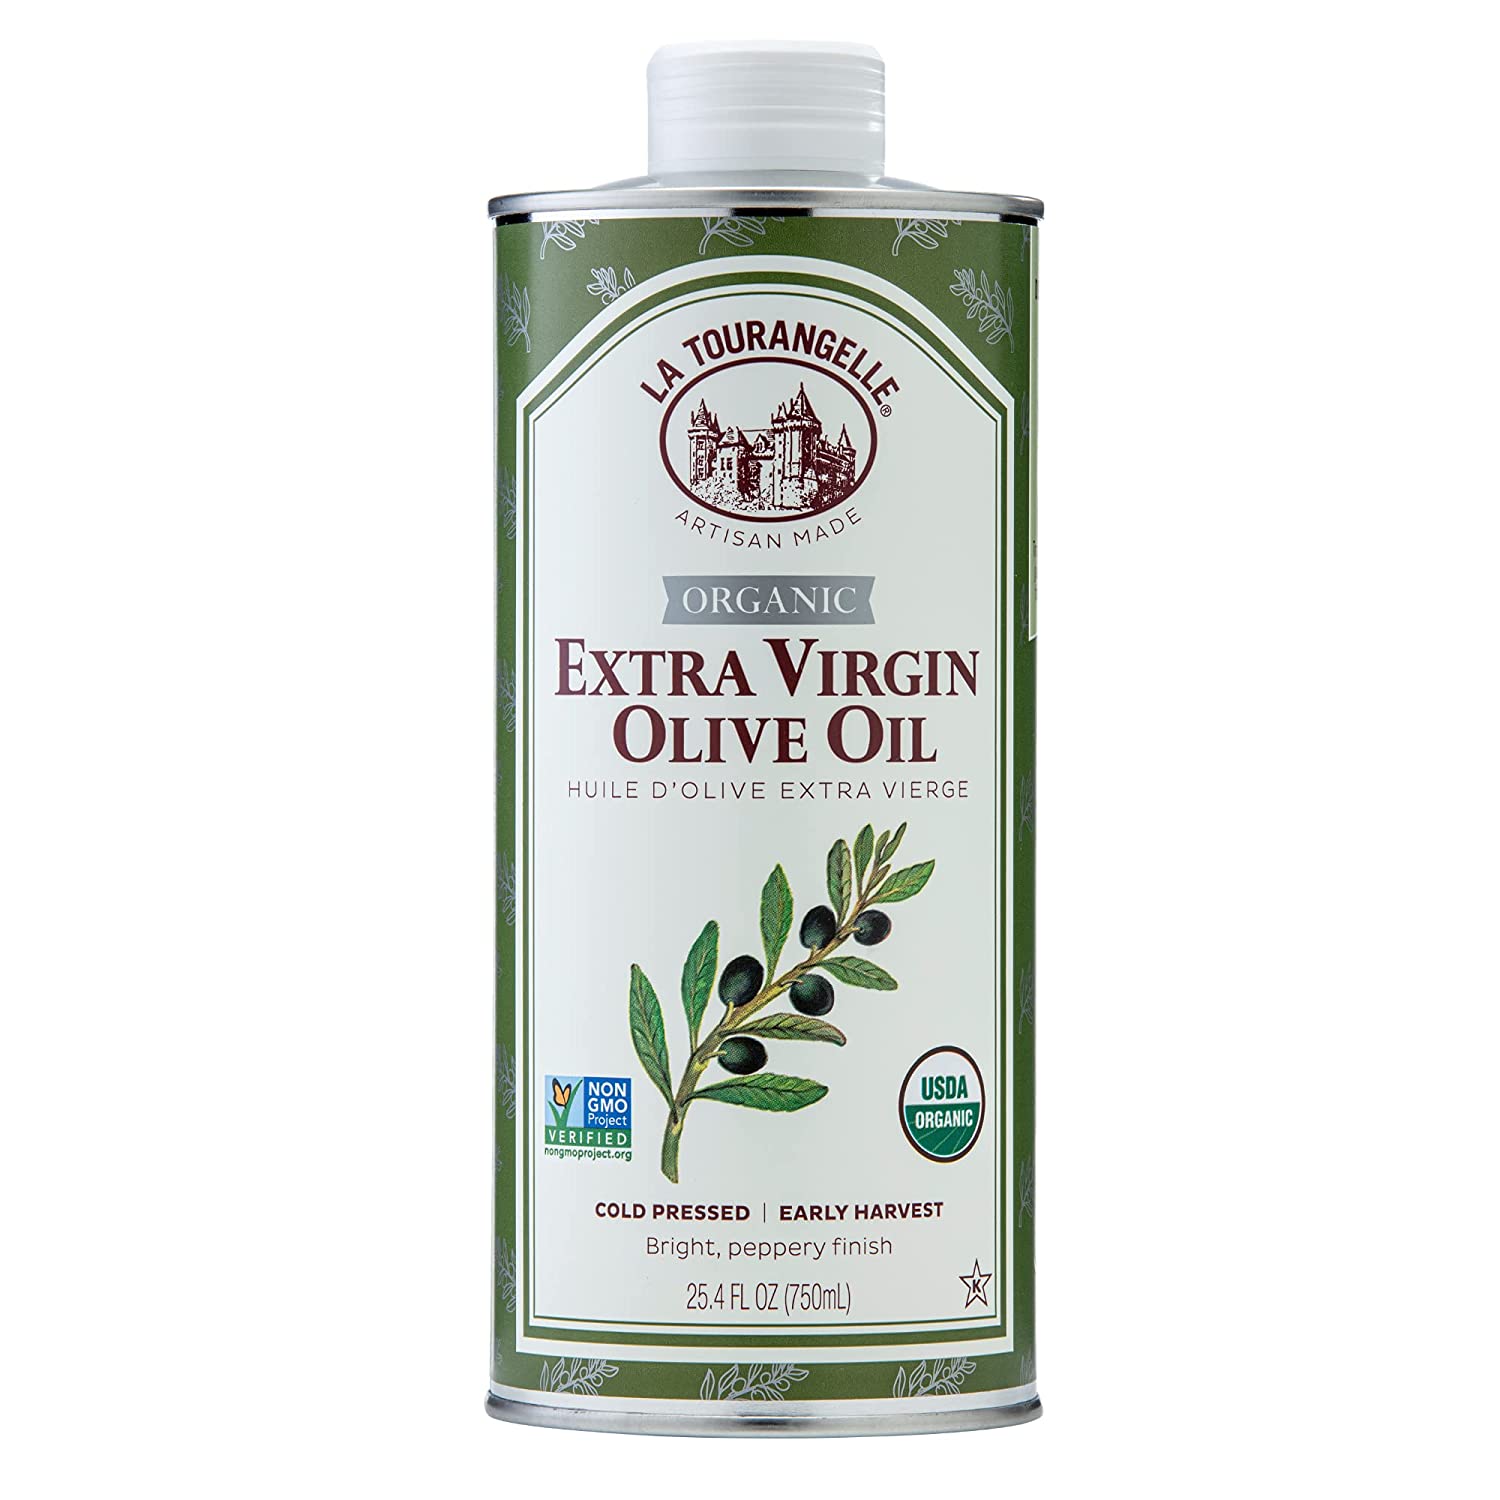 LA TOURANGELLE®
ARTISAN MADE
ORGANIC
EXTRA VIRGIN
OLIVE OIL
HUILE D'OLIVE EXTRA VIERGE
NON
GMO
Project
VERIFIED
nongmoproject.org
USDA
ORGANIC
COLD PRESSED | EARLY HARVEST
Bright, peppery finish
25.4 FL OZ (750mL)
K